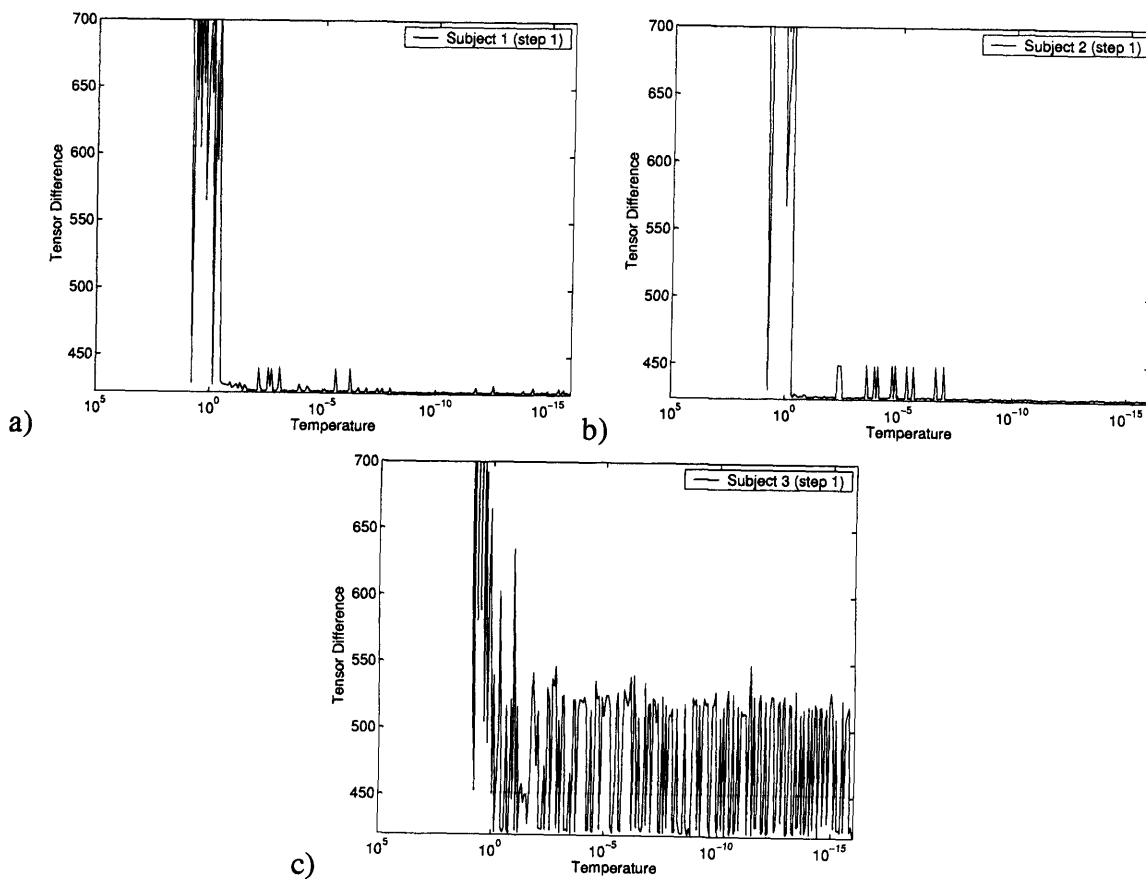 700
650
600
550
500
450
Tensor Difference
Subject 1 (step 1)
10^5
10^0
10^-5
10^-10
10^-15
Temperature
a)
700
650
600
550
500
450
Tensor Difference
Subject 2 (step 1)
10^5
10^0
10^-5
10^-10
10^-15
Temperature
b)
700
650
600
550
500
450
Tensor Difference
Subject 3 (step 1)
10^5
10^0
10^-5
10^-10
10^-15
Temperature
c)